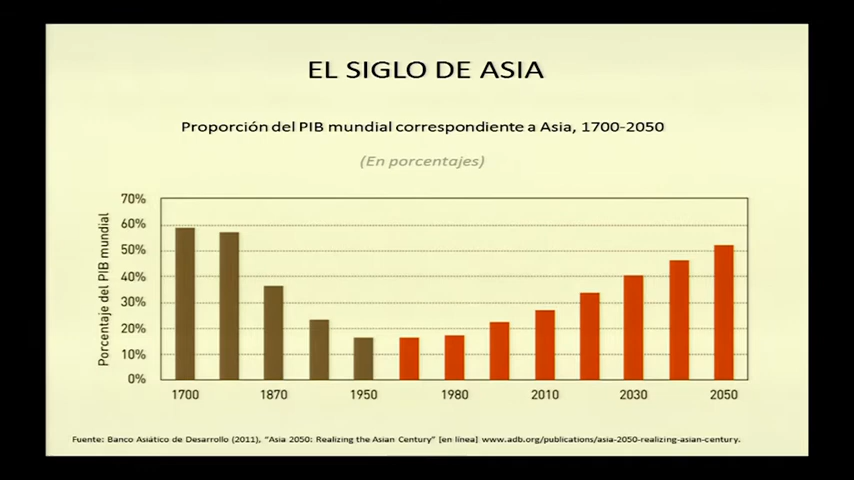 EL SIGLO DE ASIA
Proporción del PIB mundial correspondiente a Asia, 1700-2050
(En porcentajes)
Porcentaje del PIB mundial
70%
60%
50%
40%
30%
20%
10%
0%
1700 1870 1950 1980 2010 2030 2050
Fuente: Banco Asiático de Desarrollo (2011), "Asia 2050: Realizing the Asian Century" [en línea] www.adb.org/publications/asia-2050-realizing-asian-century.